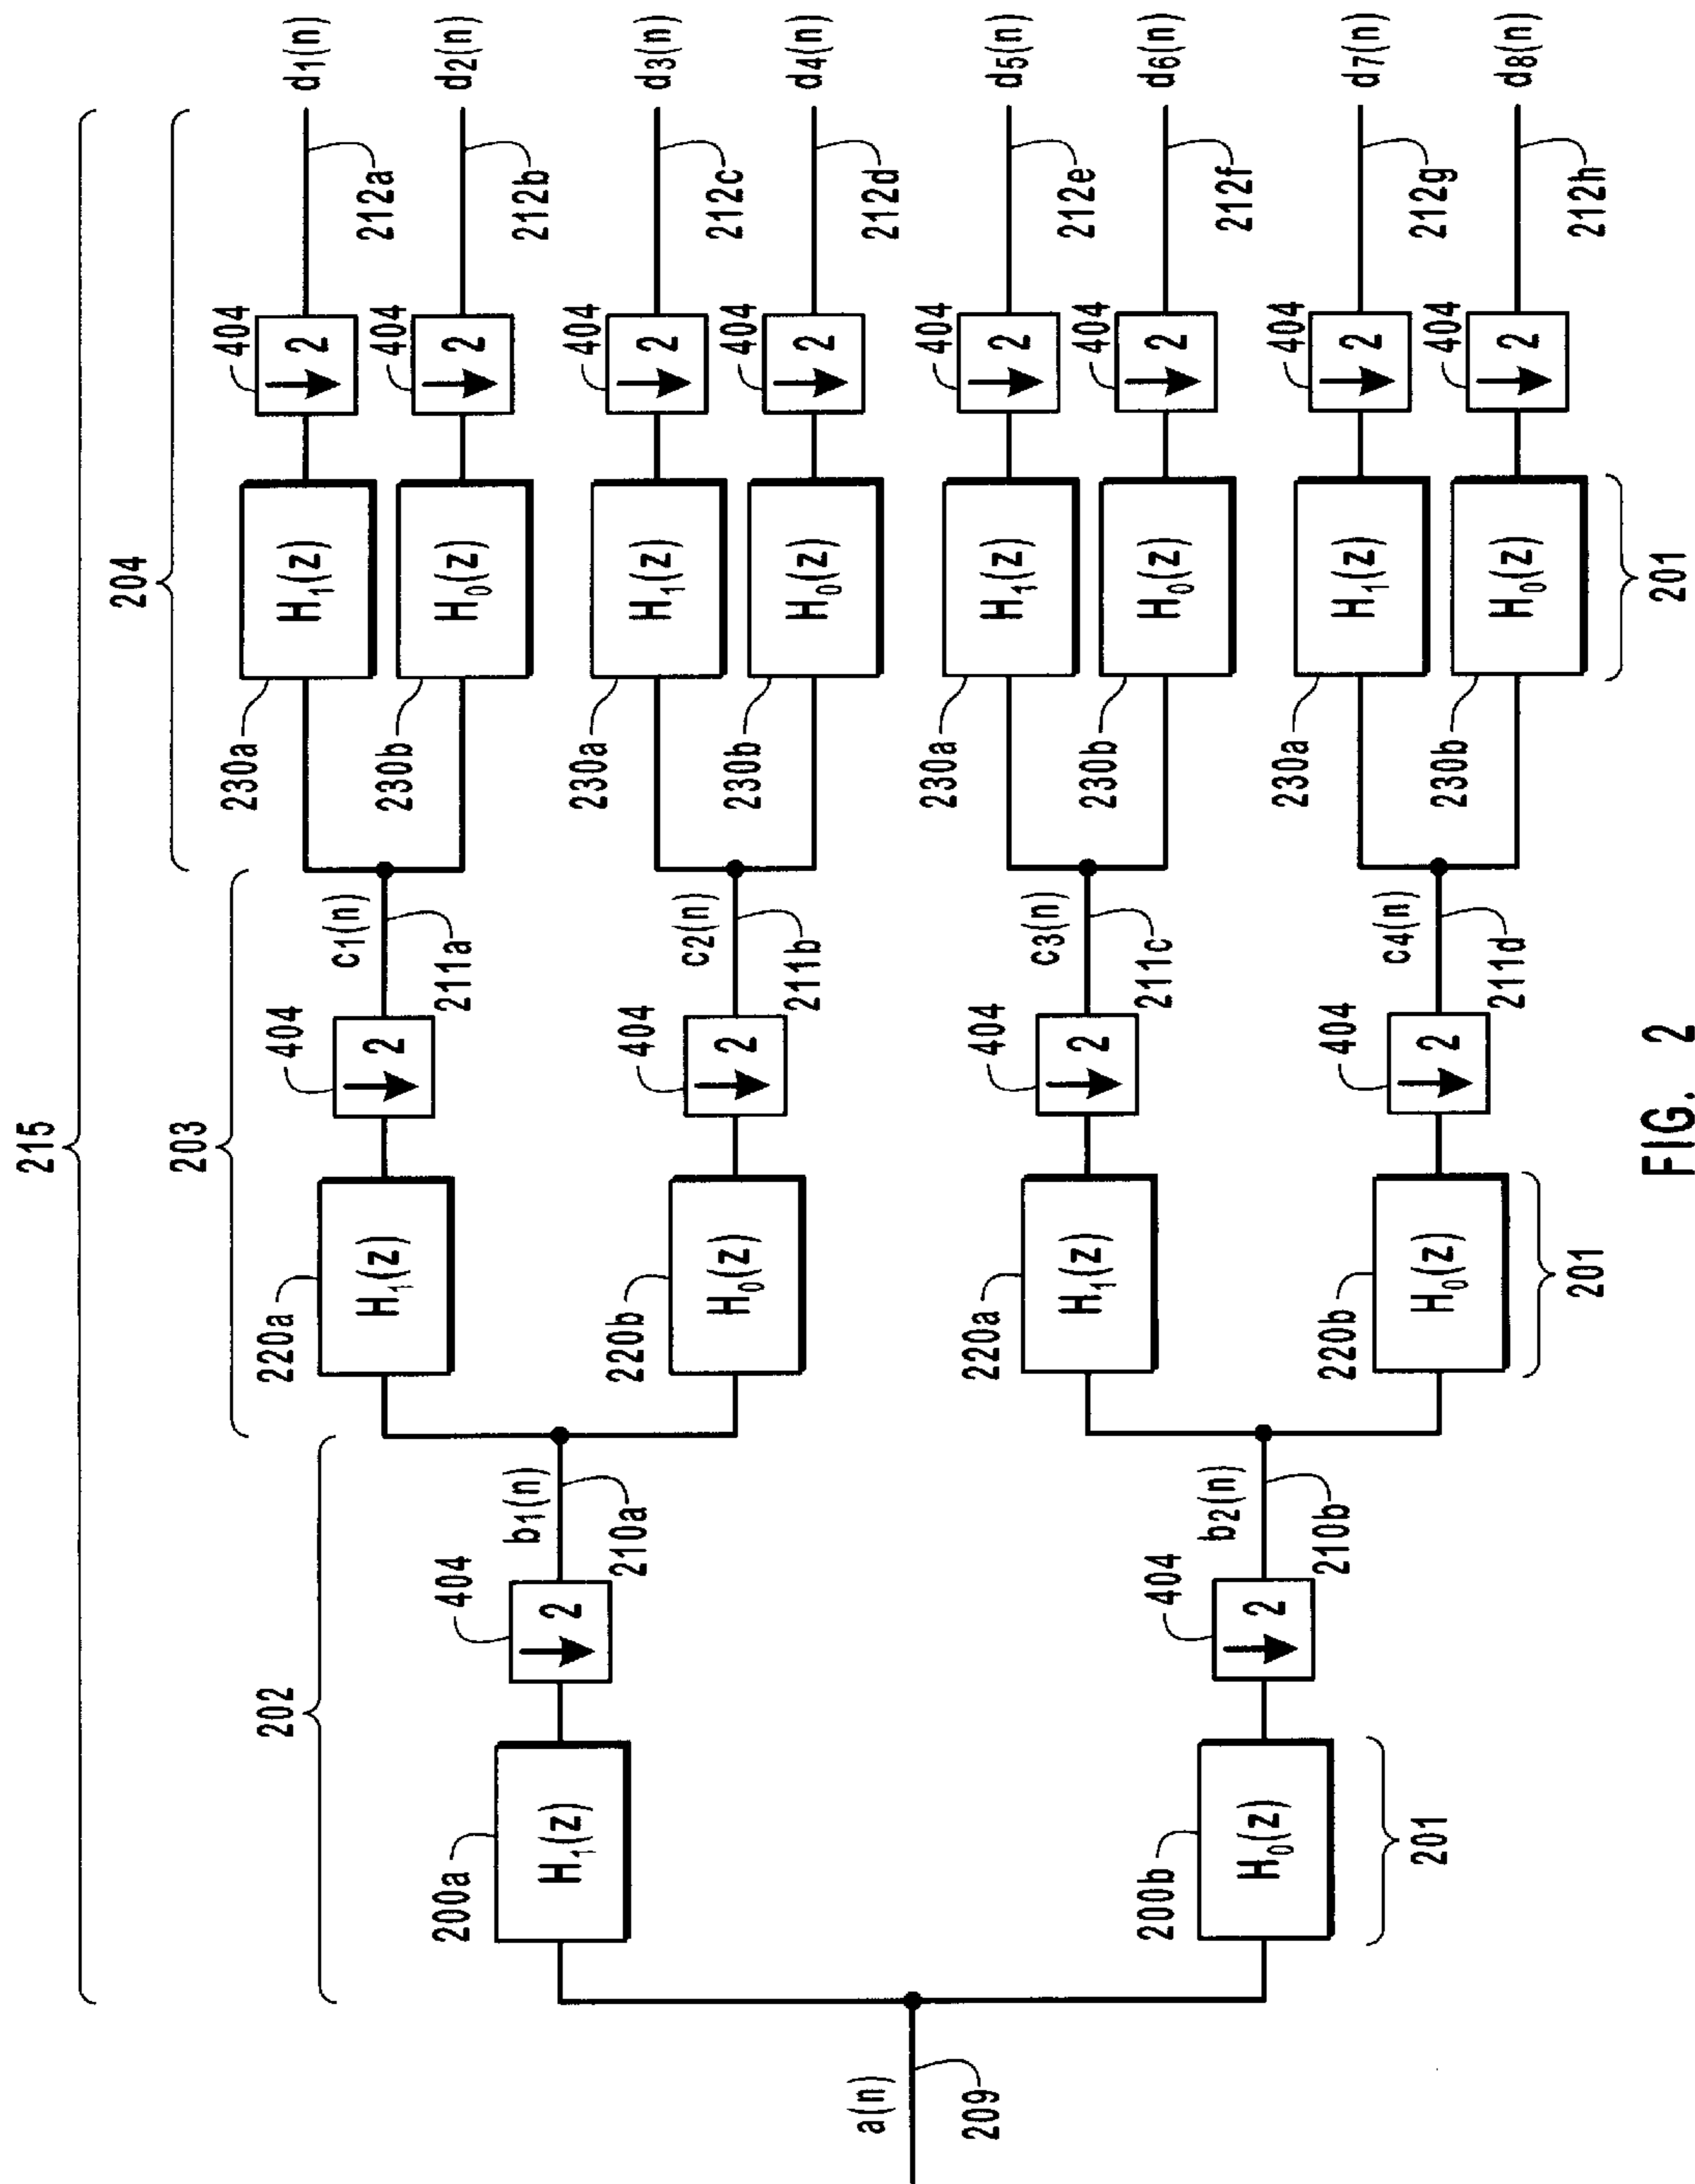 215
204
203
202
a(n)
209
200a
H₁(z)
404
↓ 2
b₁(n)
210a
200b
H₀(z)
201
404
↓ 2
b₂(n)
210b
220a
H₁(z)
404
↓ 2
c₁(n)
211a
220b
H₀(z)
404
↓ 2
c₂(n)
211b
220a
H₁(z)
404
↓ 2
c₃(n)
211c
220b
H₀(z)
201
404
↓ 2
c₄(n)
211d
230a
H₁(z)
404
↓ 2
212a
d₁(n)
230b
H₀(z)
404
↓ 2
212b
d₂(n)
230a
H₁(z)
404
↓ 2
212c
d₃(n)
230b
H₀(z)
404
↓ 2
212d
d₄(n)
230a
H₁(z)
404
↓ 2
212e
d₅(n)
230b
H₀(z)
404
↓ 2
212f
d₆(n)
230a
H₁(z)
404
↓ 2
212g
d₇(n)
230b
H₀(z)
201
404
↓ 2
212h
d₈(n)
FIG. 2